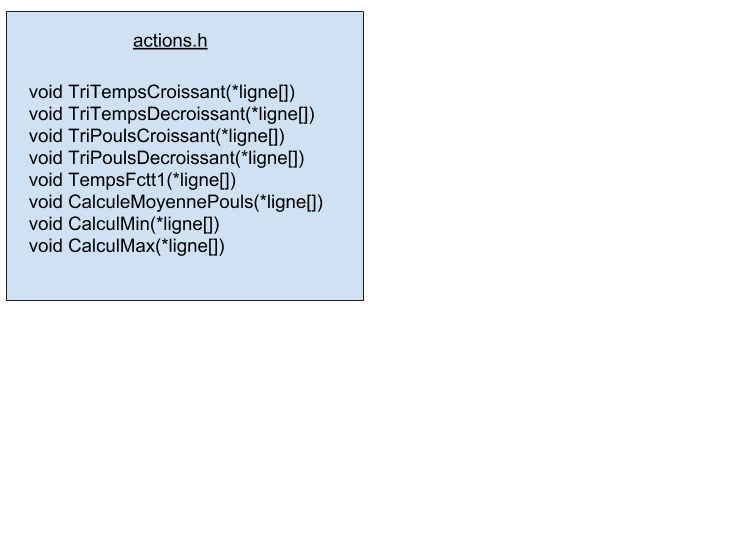 actions.h
void TriTempsCroissant(*ligne[])
void TriTempsDecroissant(*ligne[])
void TriPoulsCroissant(*ligne[])
void TriPoulsDecroissant(*ligne[])
void TempsFctt1(*ligne[])
void CalculeMoyennePouls(*ligne[])
void CalculMin(*ligne[])
void CalculMax(*ligne[])